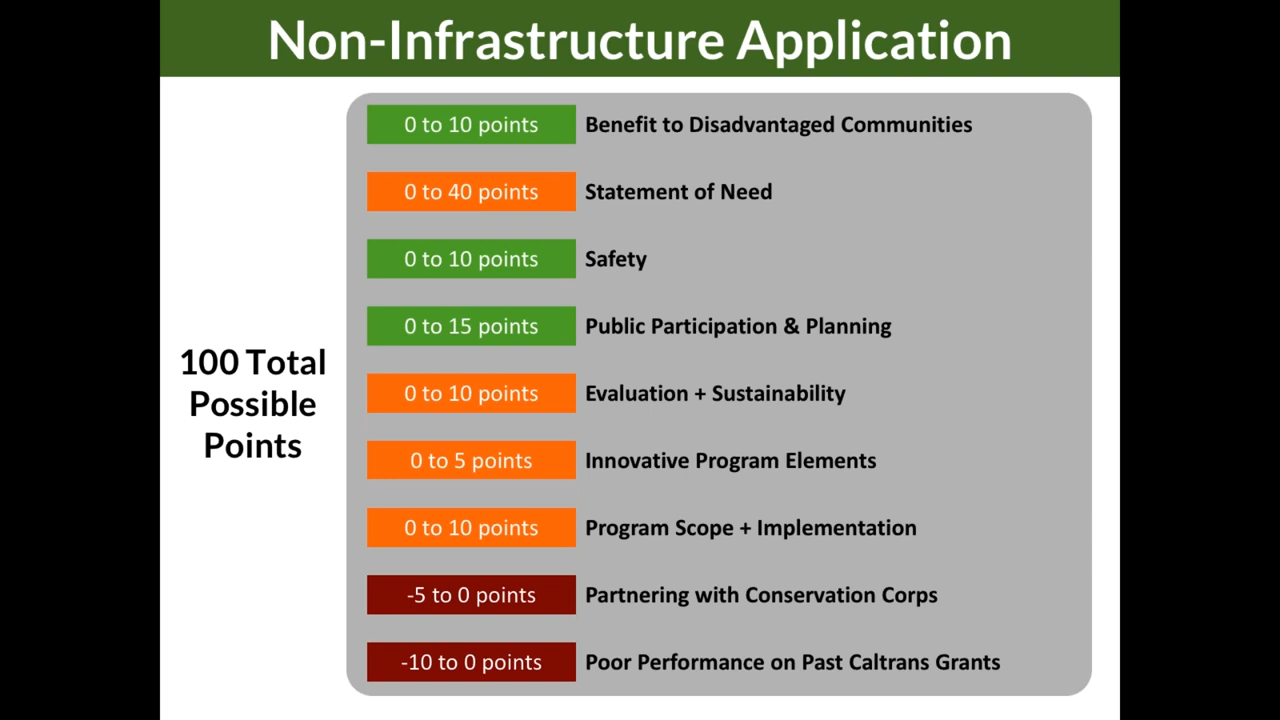 Non-Infrastructure Application
100 Total
Possible
Points
0 to 10 points Benefit to Disadvantaged Communities
0 to 40 points Statement of Need
0 to 10 points Safety
0 to 15 points Public Participation & Planning
0 to 10 points Evaluation + Sustainability
0 to 5 points Innovative Program Elements
0 to 10 points Program Scope + Implementation
-5 to 0 points Partnering with Conservation Corps
-10 to 0 points Poor Performance on Past Caltrans Grants